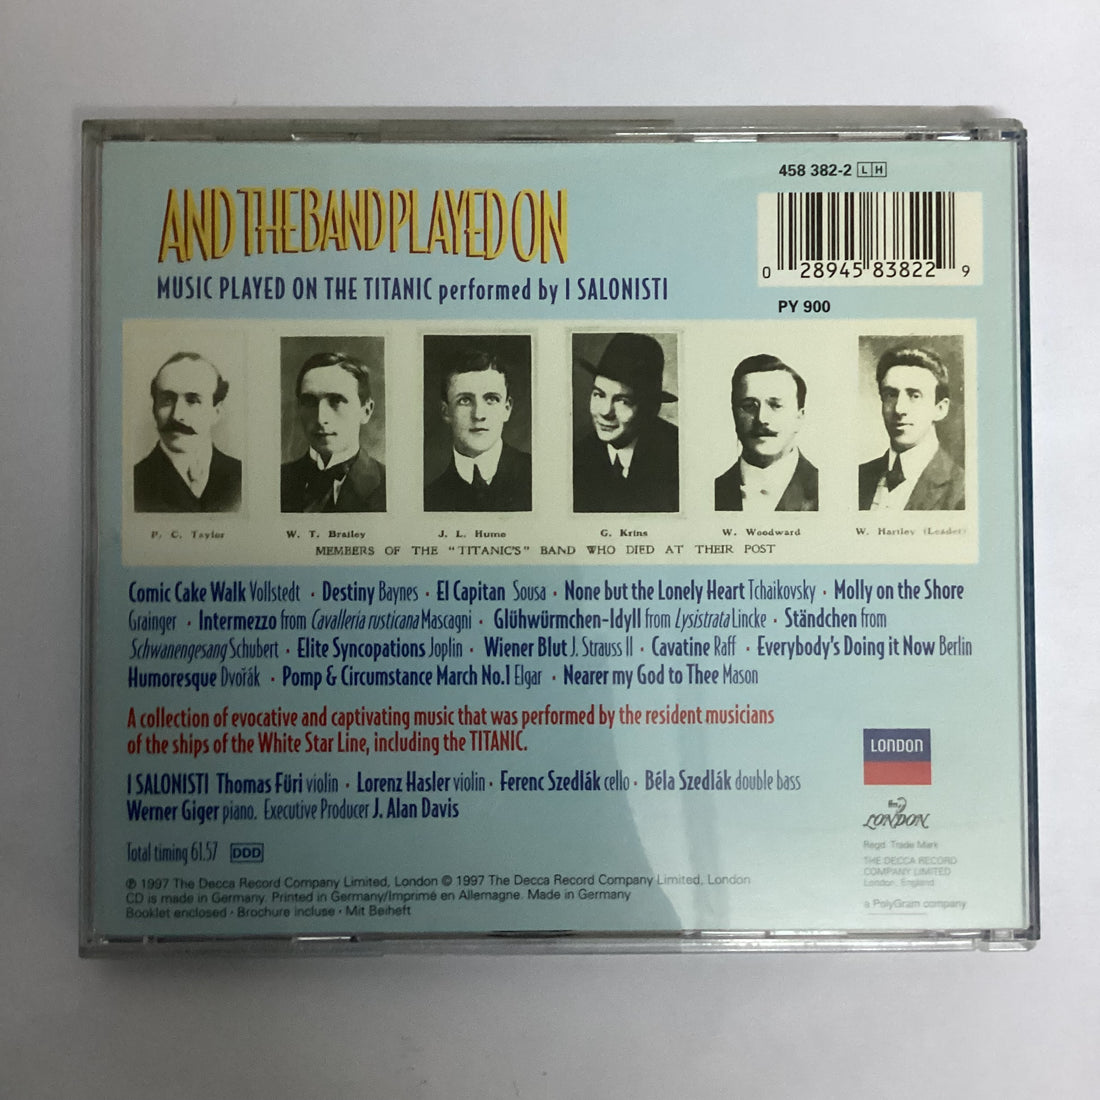 458 382-2 LH
AND THE BAND PLAYED ON
MUSIC PLAYED ON THE TITANIC performed by I SALONISTI
0 28945 83822 9
PY 900
P. C. Taylor W. T. Brailey J. L. Hume G. Krins W. Woodward W. Hartley (Leader)
MEMBERS OF THE "TITANIC'S" BAND WHO DIED AT THEIR POST
Comic Cake Walk Vollstedt · Destiny Baynes · El Capitan Sousa · None but the Lonely Heart Tchaikovsky · Molly on the Shore
Grainger · Intermezzo from Cavalleria rusticana Mascagni · Glühwürmchen-Idyll from Lysistrata Lincke · Ständchen from
Schwanengesang Schubert · Elite Syncopations Joplin · Wiener Blut J. Strauss II · Cavatine Raff · Everybody's Doing it Now Berlin
Humoresque Dvořák · Pomp & Circumstance March No.1 Elgar · Nearer my God to Thee Mason
A collection of evocative and captivating music that was performed by the resident musicians
of the ships of the White Star Line, including the TITANIC.
I SALONISTI Thomas Füri violin · Lorenz Hasler violin · Ferenc Szedlák cello · Béla Szedlák double bass
Werner Giger piano. Executive Producer J. Alan Davis
Total timing 61.57 DDD
℗ 1997 The Decca Record Company Limited, London © 1997 The Decca Record Company Limited, London
CD is made in Germany. Printed in Germany/Imprimé en Allemagne. Made in Germany
Booklet enclosed · Brochure incluse · Mit Beiheft
LONDON
LONDON
Regd. Trade Mark
THE DECCA RECORD
COMPANY LIMITED
London, England
a PolyGram company